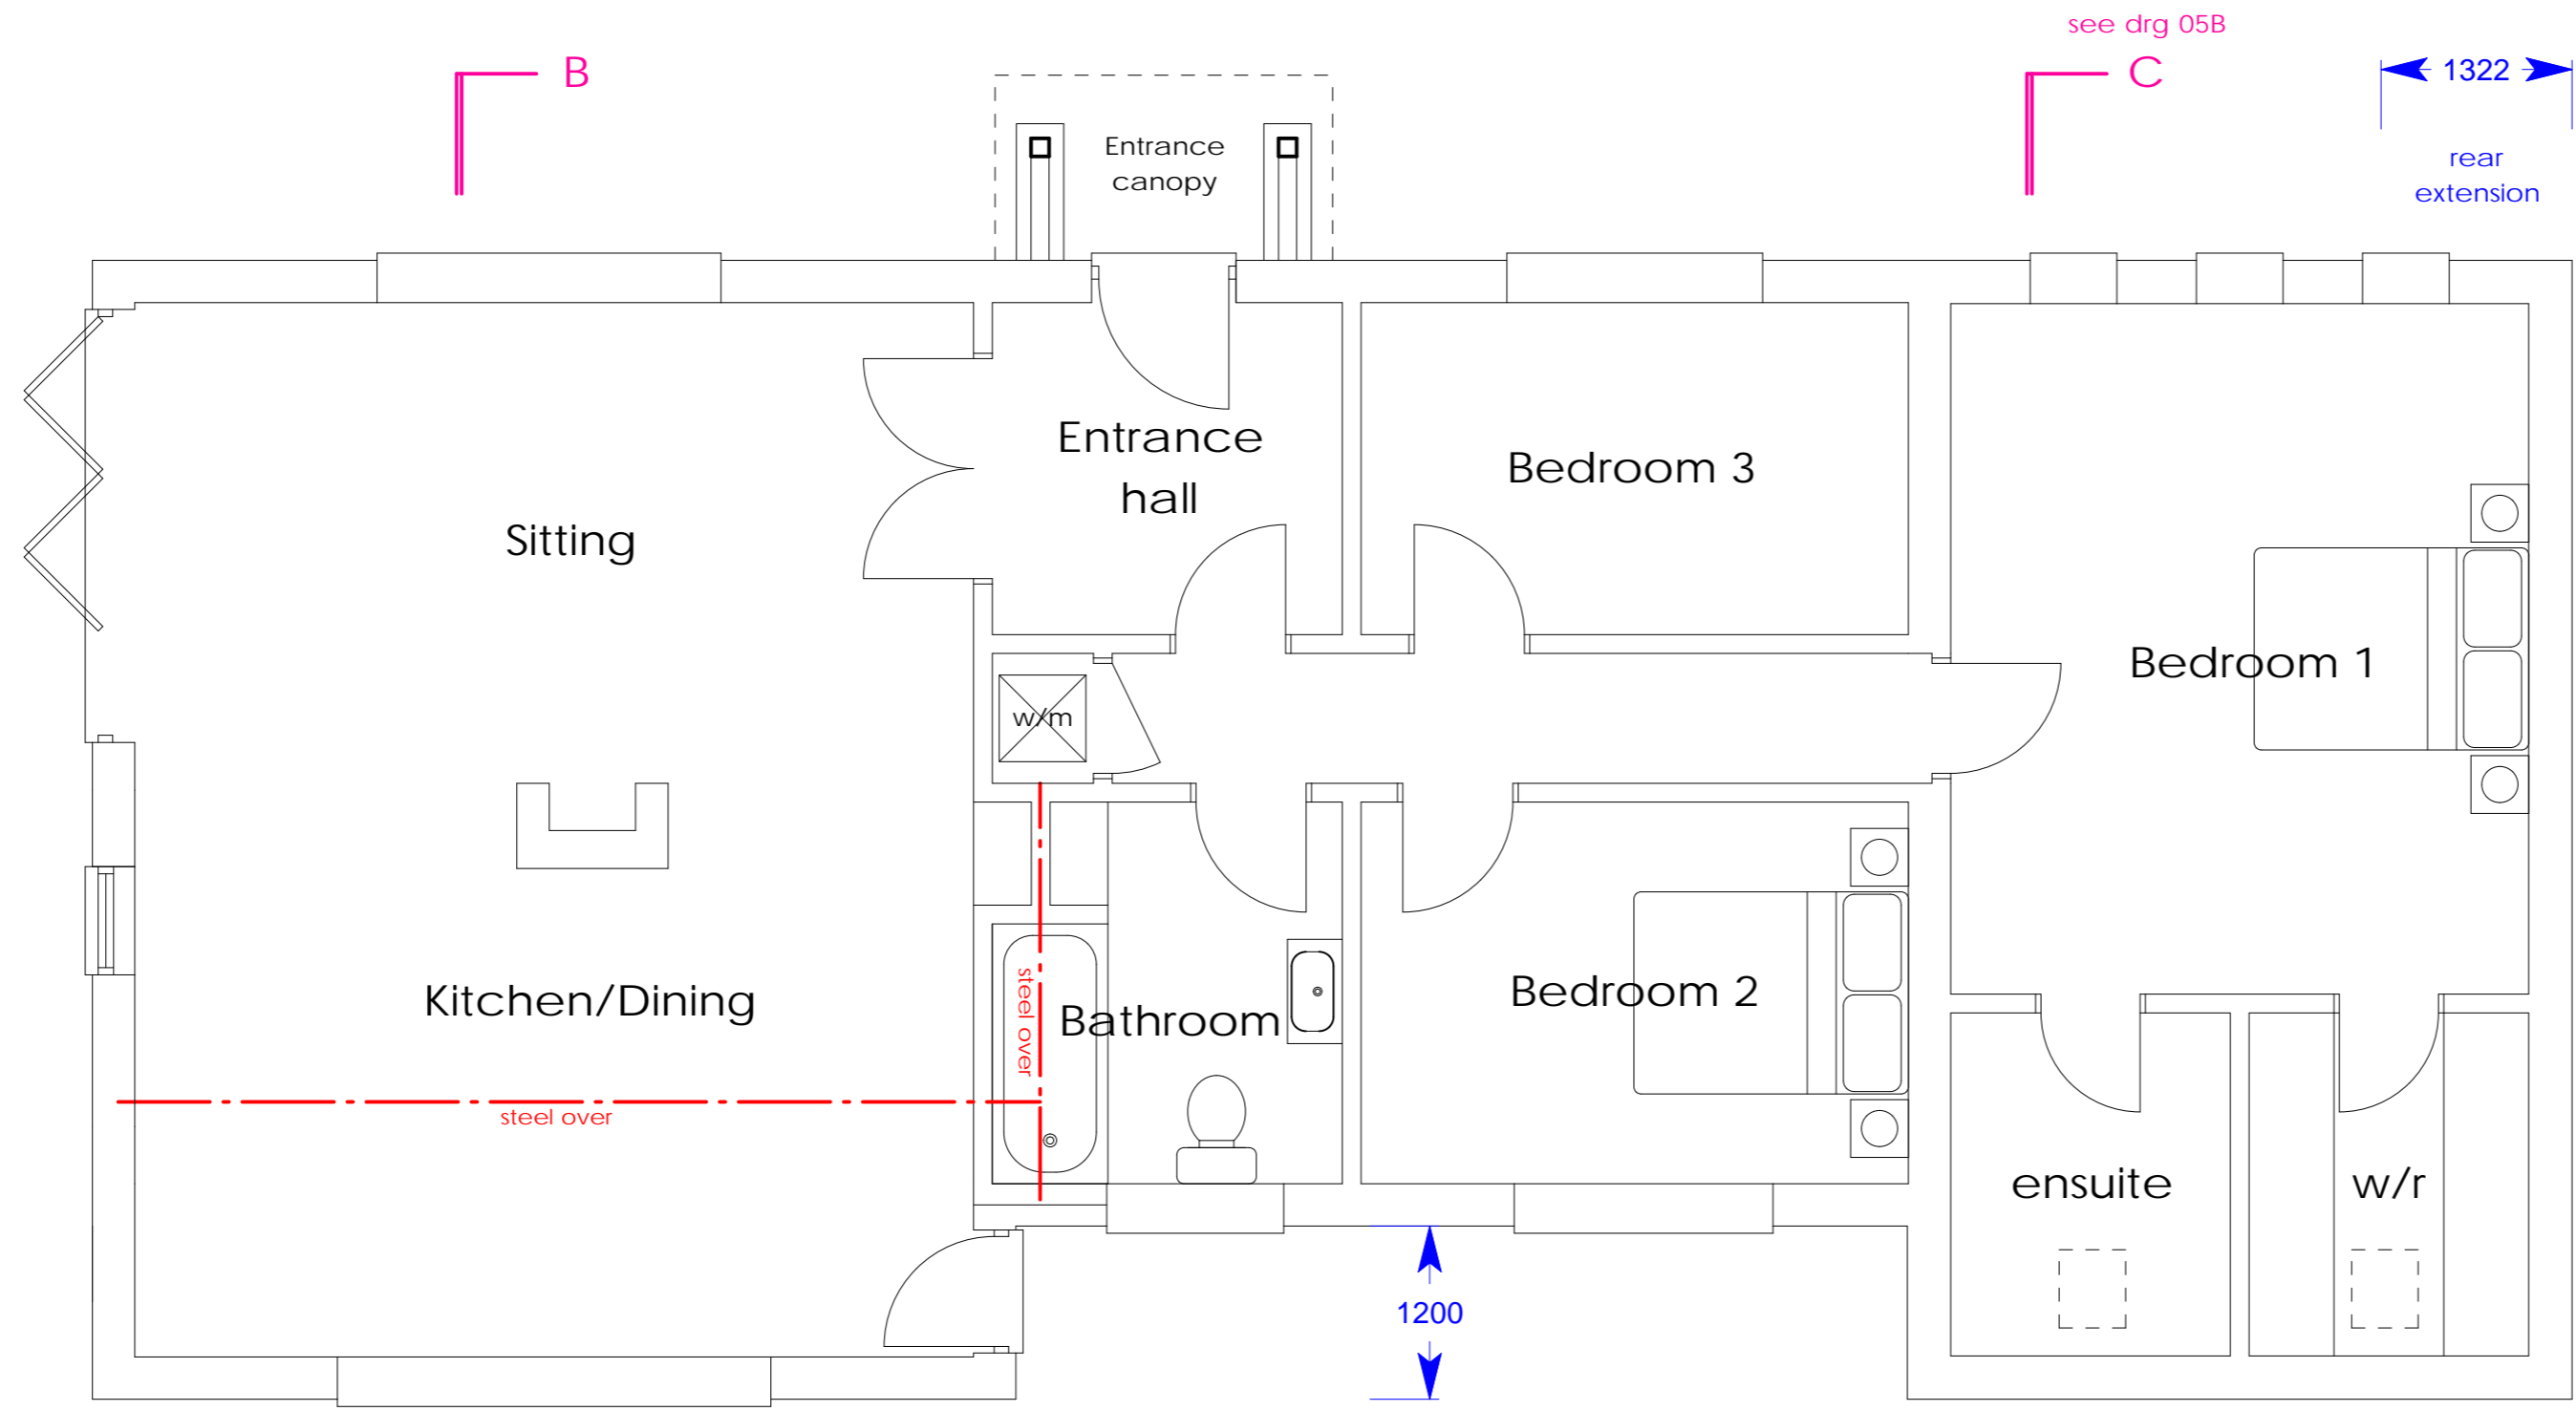 see drg 05B
B
C
1322
Entrance
canopy
rear
extension
Entrance
hall
Bedroom 3
Sitting
Bedroom 1
w/m
Kitchen/Dining
steel over
Bathroom
Bedroom 2
steel over
ensuite
w/r
1200